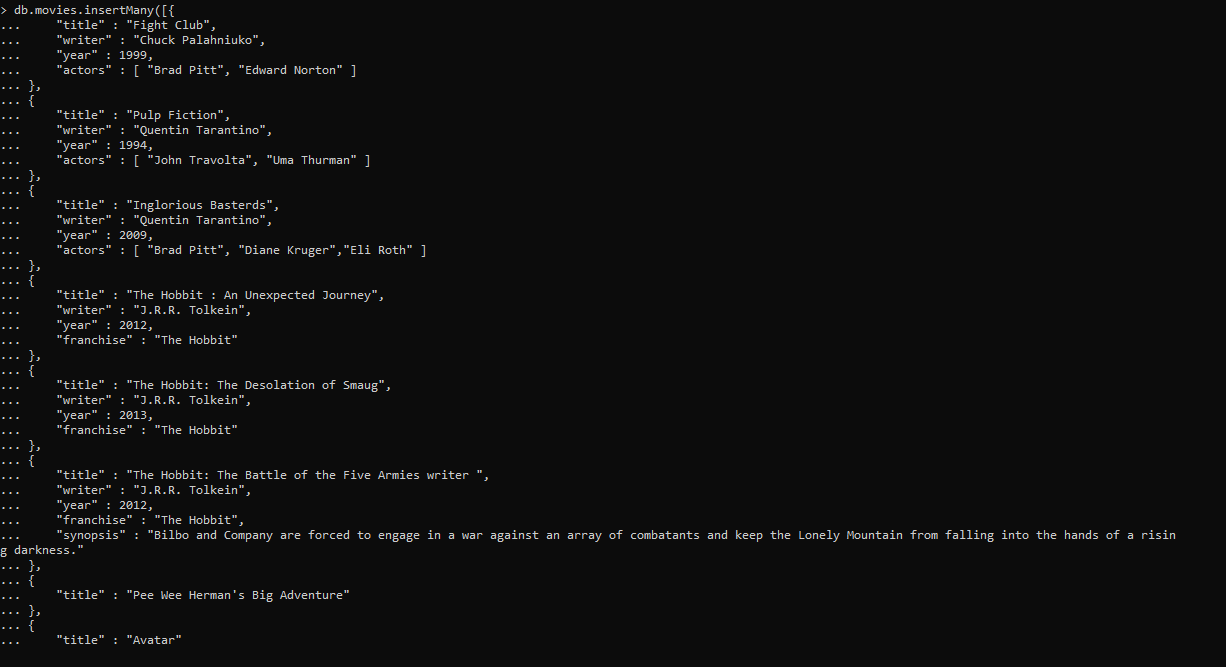 > db.movies.insertMany([{
...     "title" : "Fight Club",
...     "writer" : "Chuck Palahniuko",
...     "year" : 1999,
...     "actors" : [ "Brad Pitt", "Edward Norton" ]
... },
... {
...     "title" : "Pulp Fiction",
...     "writer" : "Quentin Tarantino",
...     "year" : 1994,
...     "actors" : [ "John Travolta", "Uma Thurman" ]
... },
... {
...     "title" : "Inglorious Basterds",
...     "writer" : "Quentin Tarantino",
...     "year" : 2009,
...     "actors" : [ "Brad Pitt", "Diane Kruger","Eli Roth" ]
... },
... {
...     "title" : "The Hobbit : An Unexpected Journey",
...     "writer" : "J.R.R. Tolkein",
...     "year" : 2012,
...     "franchise" : "The Hobbit"
... },
... {
...     "title" : "The Hobbit: The Desolation of Smaug",
...     "writer" : "J.R.R. Tolkein",
...     "year" : 2013,
...     "franchise" : "The Hobbit"
... },
... {
...     "title" : "The Hobbit: The Battle of the Five Armies writer ",
...     "writer" : "J.R.R. Tolkein",
...     "year" : 2012,
...     "franchise" : "The Hobbit",
...     "synopsis" : "Bilbo and Company are forced to engage in a war against an array of combatants and keep the Lonely Mountain from falling into the hands of a risin
g darkness."
... },
... {
...     "title" : "Pee Wee Herman's Big Adventure"
... },
... {
...     "title" : "Avatar"